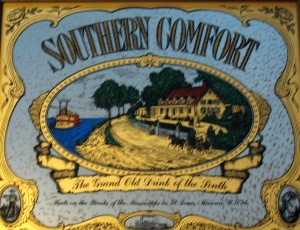 SOUTHERN COMFORT
The Grand Old Drink of the South
Made on the Banks of the Mississippi in St. Louis, Missouri, U.S.A.